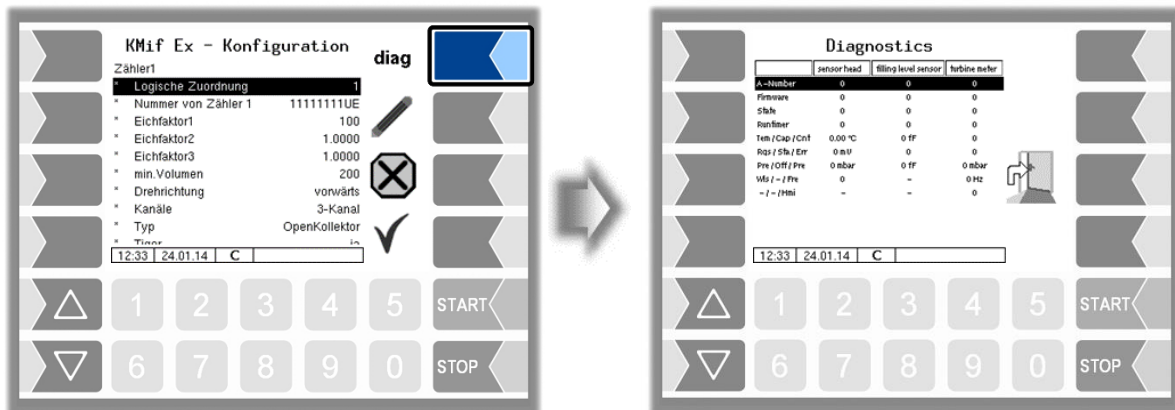 KMif Ex - Konfiguration
diag
Zähler1
* Logische Zuordnung 1
* Nummer von Zähler 1 11111111UE
* Eichfaktor1 100
* Eichfaktor2 1.0000
* Eichfaktor3 1.0000
* min.Volumen 200
* Drehrichtung vorwärts
* Kanäle 3-Kanal
* Typ OpenKollektor
12:33 24.01.14 C
1 2 3 4 5 START
6 7 8 9 0 STOP
Diagnostics
sensor head filling level sensor turbine meter
A-Number 0 0 0
Firmware 0 0 0
State 0 0 0
Runtimer 0 0 0
Tem / Cap / Cnt 0.00 °C 0 fF 0
Rqs / Sta / Err 0 mU 0 0
Pre / Off / Pre 0 mbar 0 fF 0 mbar
Wls / - / Fre 0 - 0 Hz
- / - /Hmi - - 0
12:33 24.01.14 C
1 2 3 4 5 START
6 7 8 9 0 STOP